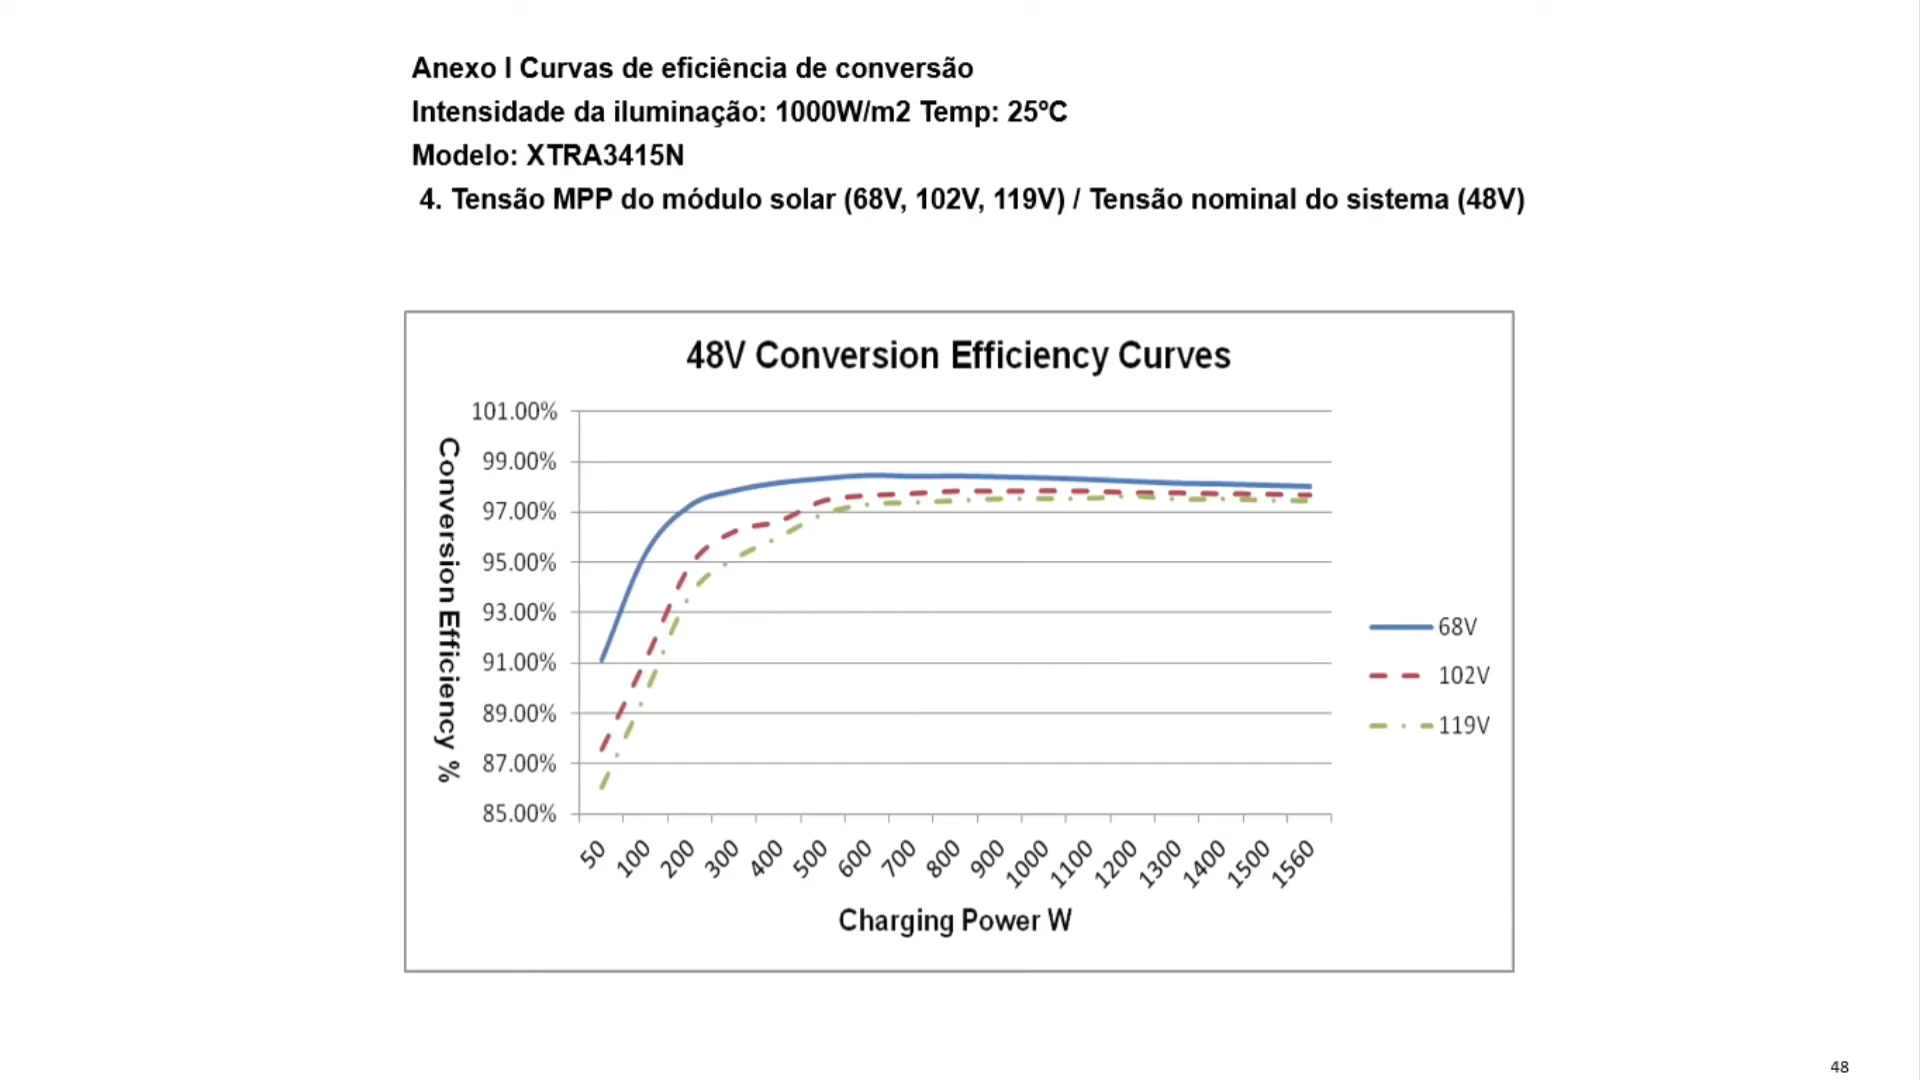 Anexo I Curvas de eficiência de conversão
Intensidade da iluminação: 1000W/m2 Temp: 25ºC
Modelo: XTRA3415N
4. Tensão MPP do módulo solar (68V, 102V, 119V) / Tensão nominal do sistema (48V)
48V Conversion Efficiency Curves
Conversion Efficiency %
101.00%
99.00%
97.00%
95.00%
93.00%
91.00%
89.00%
87.00%
85.00%
68V
102V
119V
50 100 200 300 400 500 600 700 800 900 1000 1100 1200 1300 1400 1500 1560
Charging Power W
48